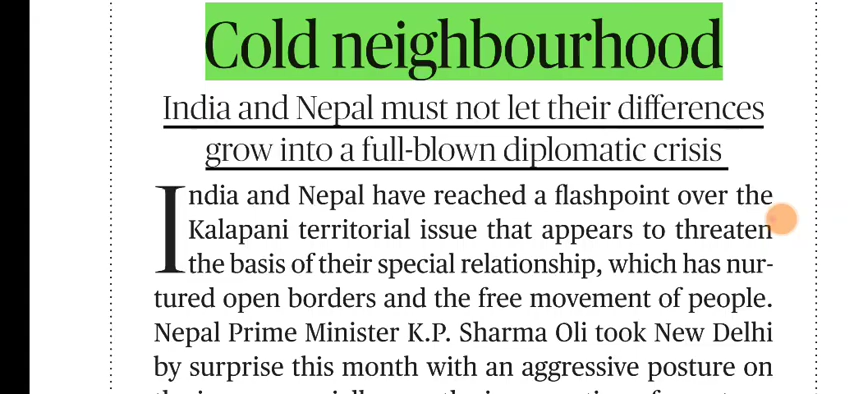 Cold neighbourhood
India and Nepal must not let their differences
grow into a full-blown diplomatic crisis
India and Nepal have reached a flashpoint over the
Kalapani territorial issue that appears to threaten
the basis of their special relationship, which has nur-
tured open borders and the free movement of people.
Nepal Prime Minister K.P. Sharma Oli took New Delhi
by surprise this month with an aggressive posture on